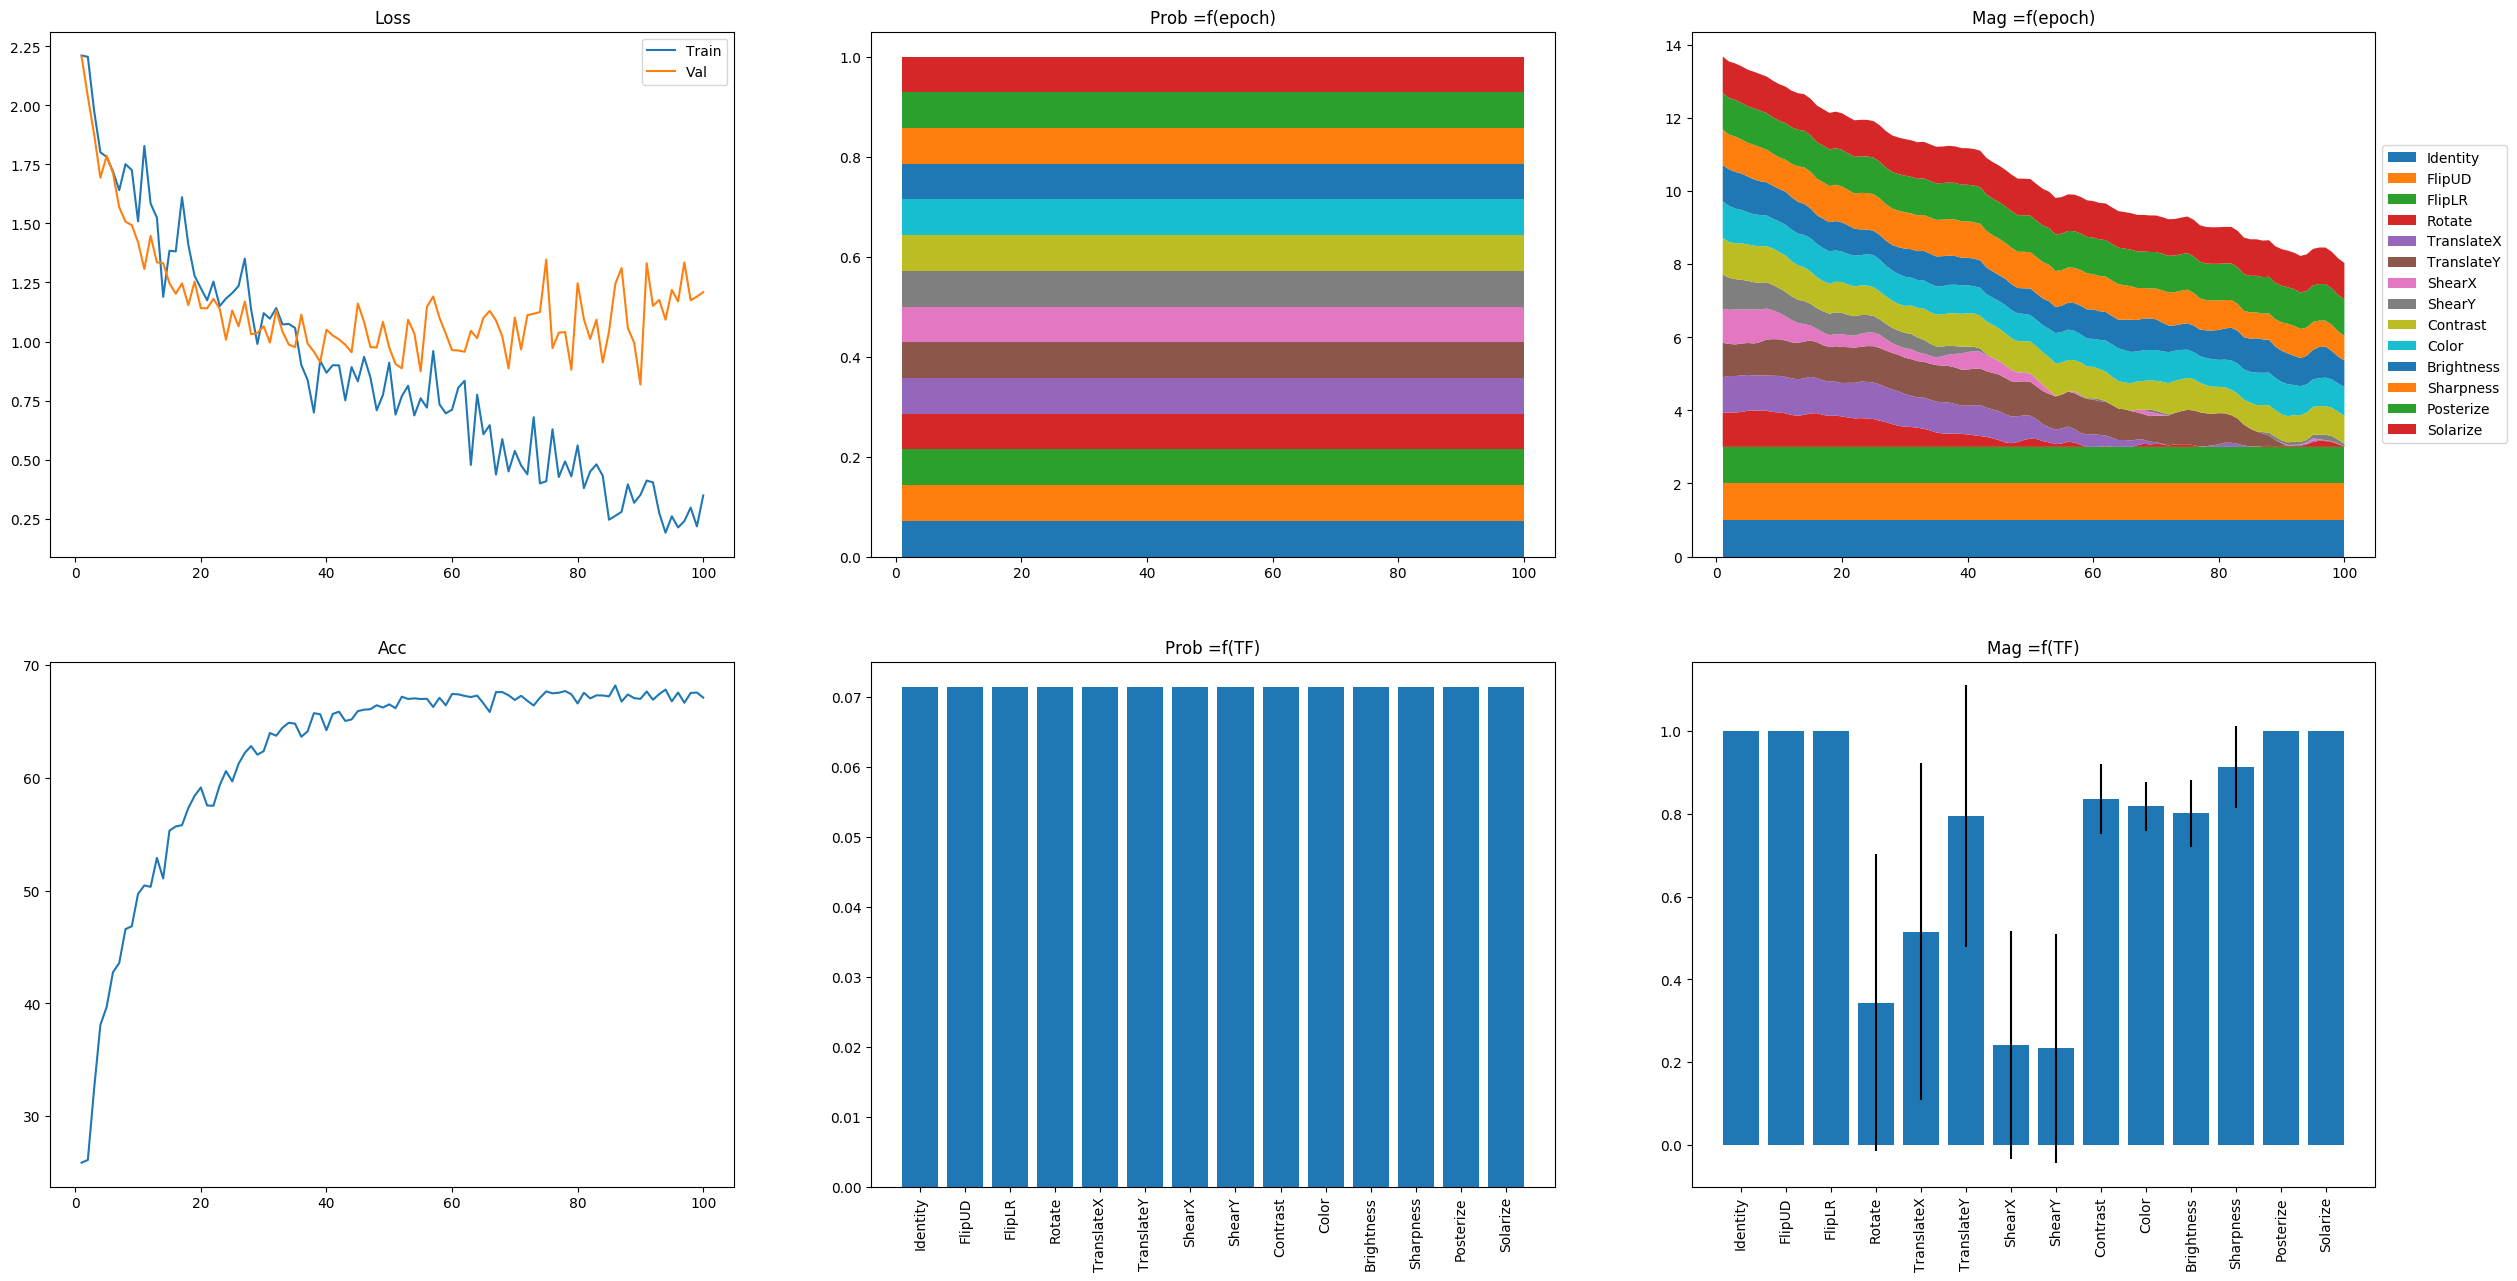 Loss
2.25
2.00
1.75
1.50
1.25
1.00
0.75
0.50
0.25
0 20 40 60 80 100
Train
Val
Prob =f(epoch)
1.0
0.8
0.6
0.4
0.2
0.0
0 20 40 60 80 100
Mag =f(epoch)
14
12
10
8
6
4
2
0
0 20 40 60 80 100
Identity
FlipUD
FlipLR
Rotate
TranslateX
TranslateY
ShearX
ShearY
Contrast
Color
Brightness
Sharpness
Posterize
Solarize
Acc
70
60
50
40
30
0 20 40 60 80 100
Prob =f(TF)
0.07
0.06
0.05
0.04
0.03
0.02
0.01
0.00
Identity
FlipUD
FlipLR
Rotate
TranslateX
TranslateY
ShearX
ShearY
Contrast
Color
Brightness
Sharpness
Posterize
Solarize
Mag =f(TF)
1.0
0.8
0.6
0.4
0.2
0.0
Identity
FlipUD
FlipLR
Rotate
TranslateX
TranslateY
ShearX
ShearY
Contrast
Color
Brightness
Sharpness
Posterize
Solarize